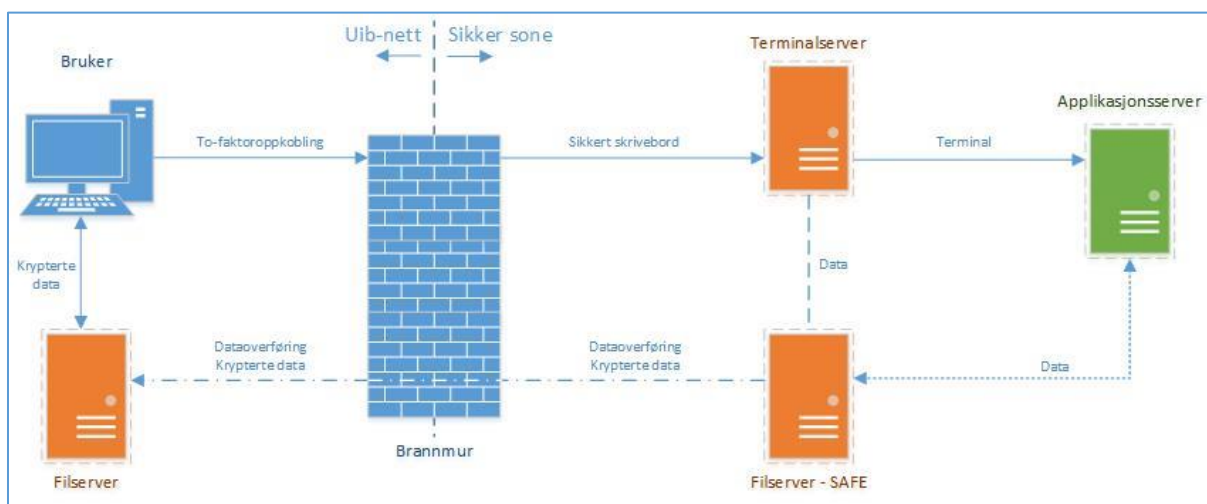 Uib-nett
Sikker sone
Bruker
Terminalserver
Applikasjonsserver
To-faktoroppkobling
Sikkert skrivebord
Terminal
Krypterte
data
Data
Dataoverføring
Krypterte data
Dataoverføring
Krypterte data
Data
Brannmur
Filserver
Filserver - SAFE